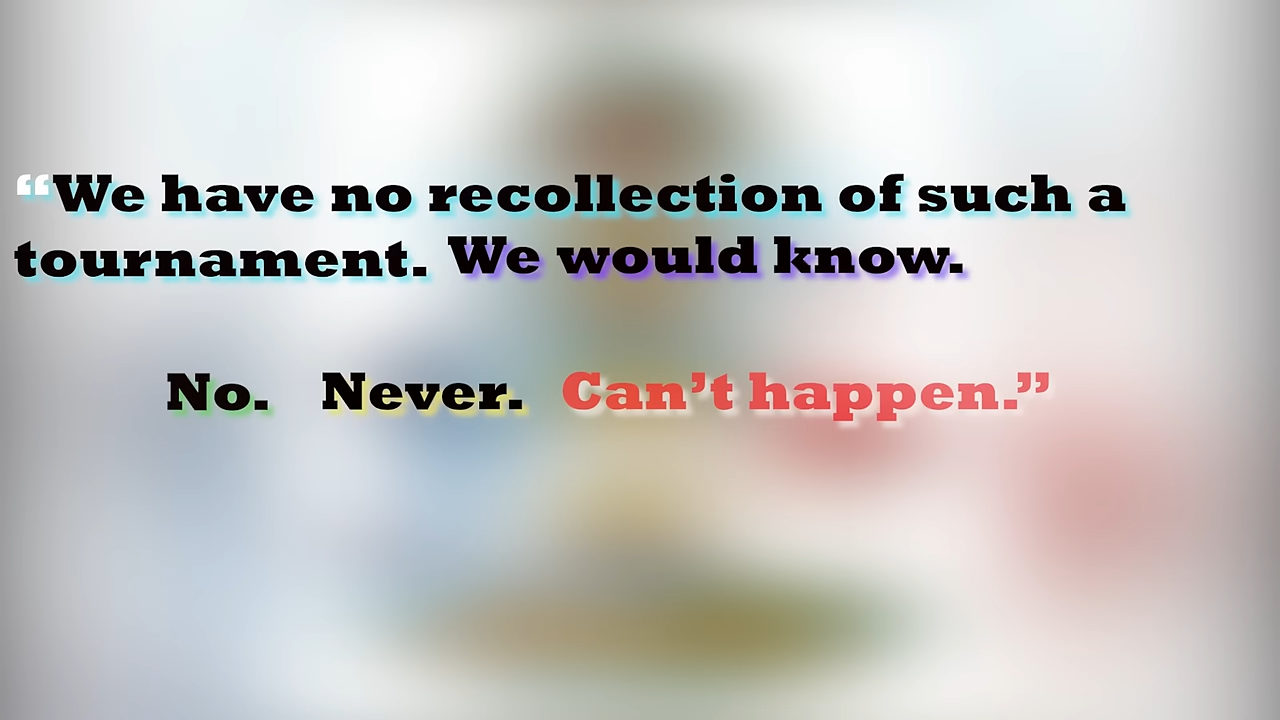 “We have no recollection of such a
tournament. We would know.
No. Never. Can’t happen.”